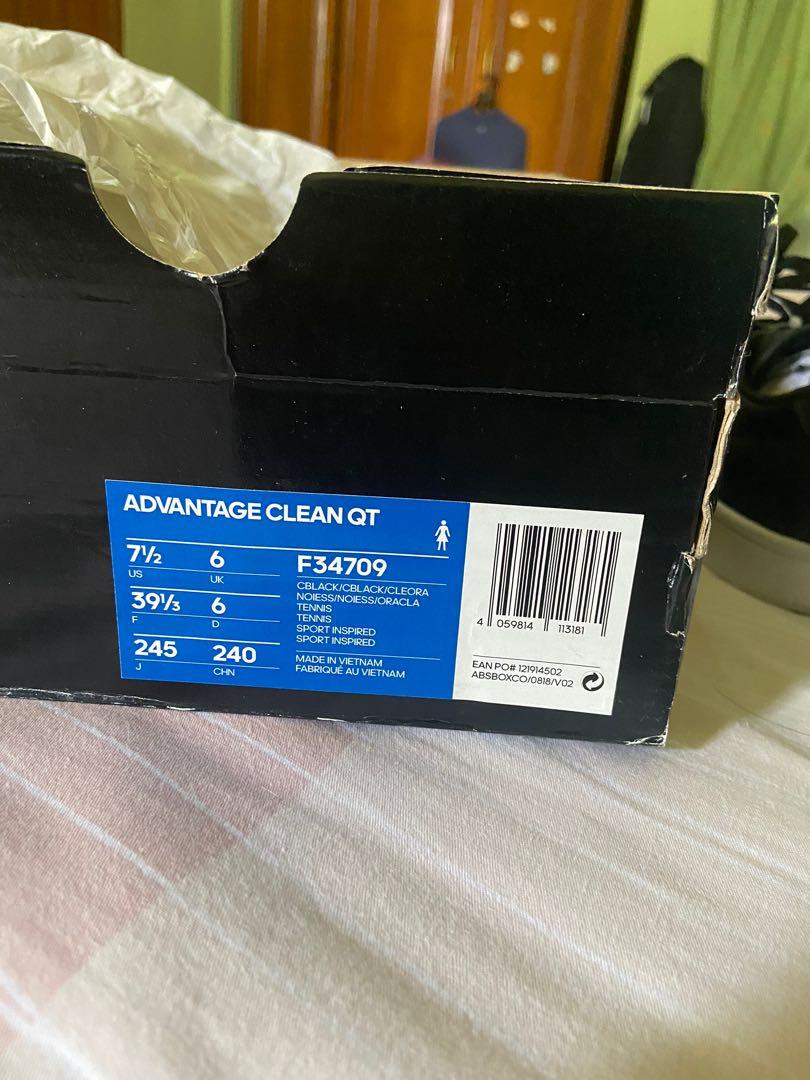 ADVANTAGE CLEAN QT
7½ 6
US UK
39⅓ 6
F D
245 240
J CHN
F34709
CBLACK/CBLACK/CLEORA
NOIESS/NOIESS/ORACLA
TENNIS
TENNIS
SPORT INSPIRED
SPORT INSPIRED
MADE IN VIETNAM
FABRIQUÉ AU VIETNAM
4 059814 113181
EAN PO# 121914502
ABSBOXCO/0818/V02